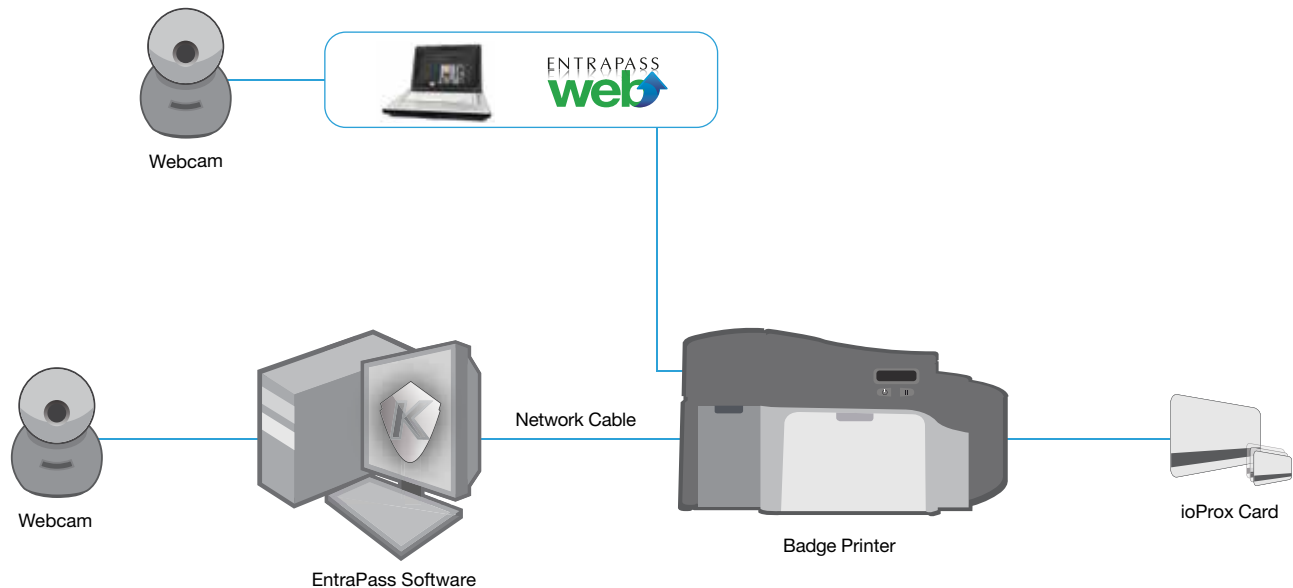 ENTRAPASS
web
Webcam
Network Cable
Webcam
ioProx Card
Badge Printer
EntraPass Software
K